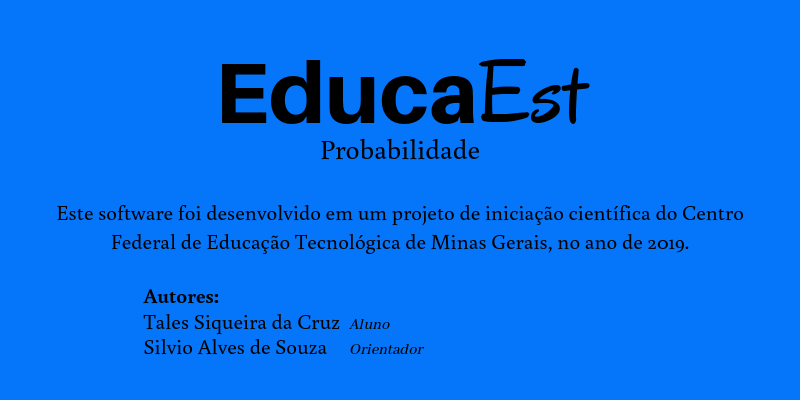 EducaEst
Probabilidade
Este software foi desenvolvido em um projeto de iniciação científica do Centro
Federal de Educação Tecnológica de Minas Gerais, no ano de 2019.
Autores:
Tales Siqueira da Cruz Aluno
Silvio Alves de Souza Orientador